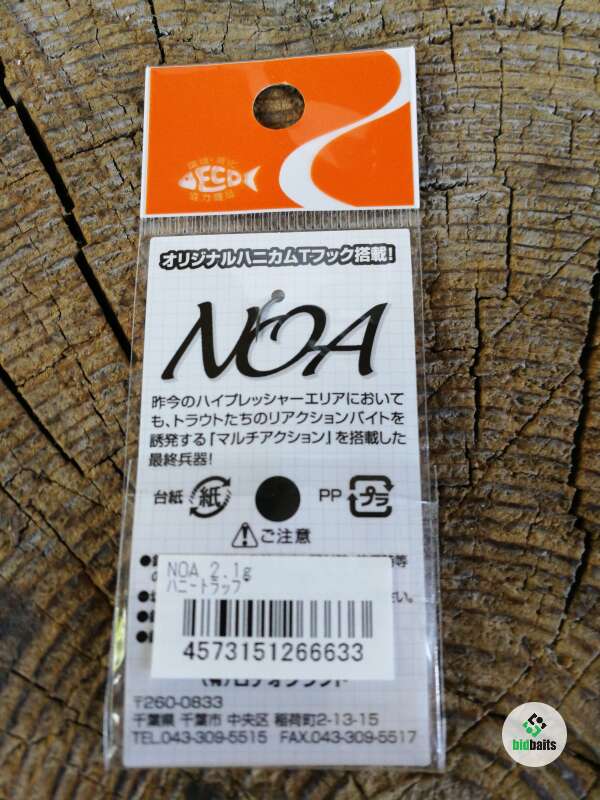 ECO
協力商品
オリジナルハニカムTフック搭載!
NOA
昨今のハイプレッシャーエリアにおいて
も、トラウトたちのリアクションバイトを
誘発する『マルチアクション』を搭載した
最終兵器!
台紙 紙 PP プラ
ご注意
NOA 2.1g
ハニートラップ
4573151266633
〒260-0833
千葉県 千葉市 中央区 稲荷町2-13-15
TEL.043-309-5515 FAX.043-309-5517
bidbaits